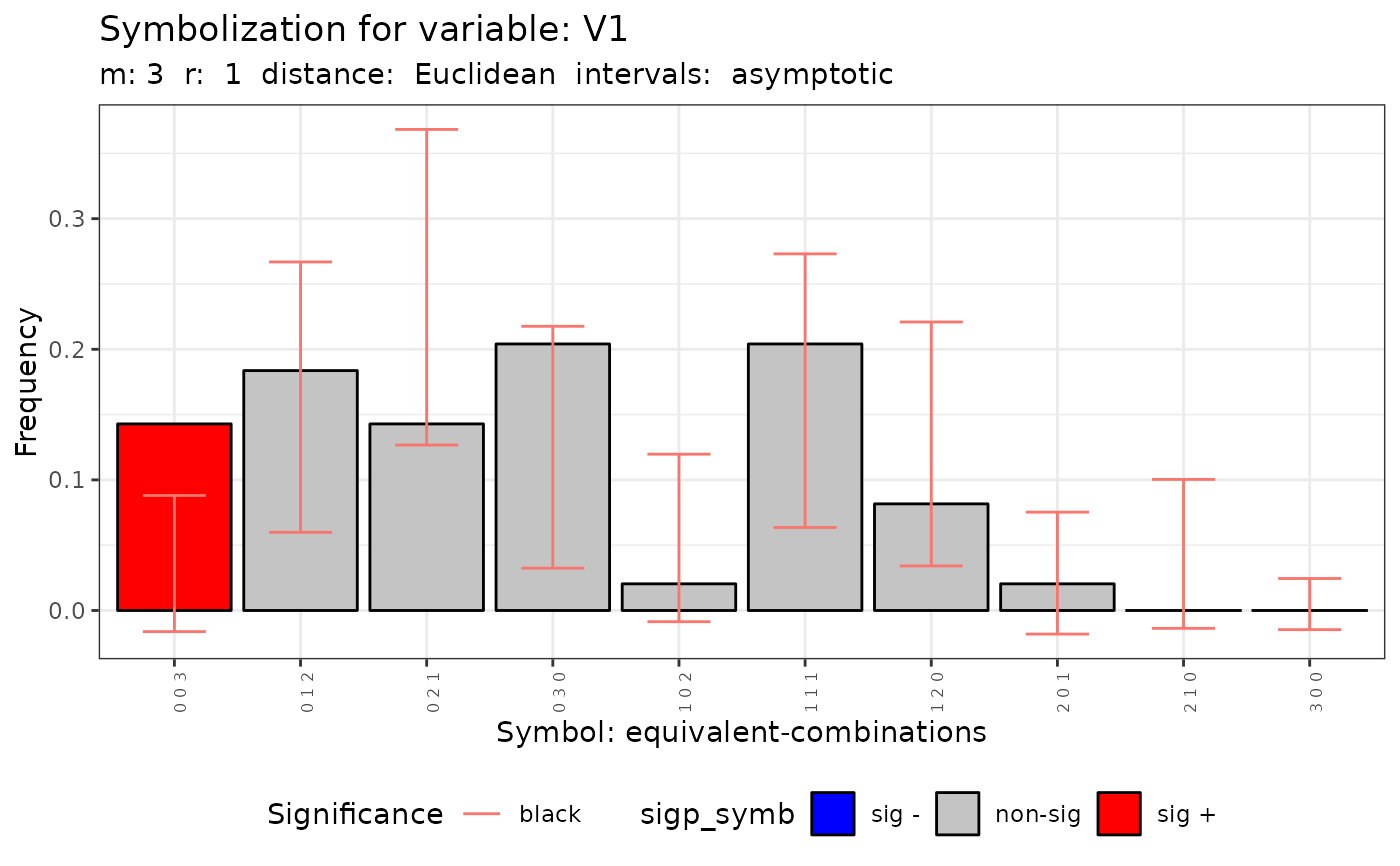 Symbolization for variable: V1
m: 3 r: 1 distance: Euclidean intervals: asymptotic
Frequency
0.3
0.2
0.1
0.0
0 0 3
0 1 2
0 2 1
0 3 0
1 0 2
1 1 1
1 2 0
2 0 1
2 1 0
3 0 0
Symbol: equivalent-combinations
Significance black sigp_symb sig - non-sig sig +